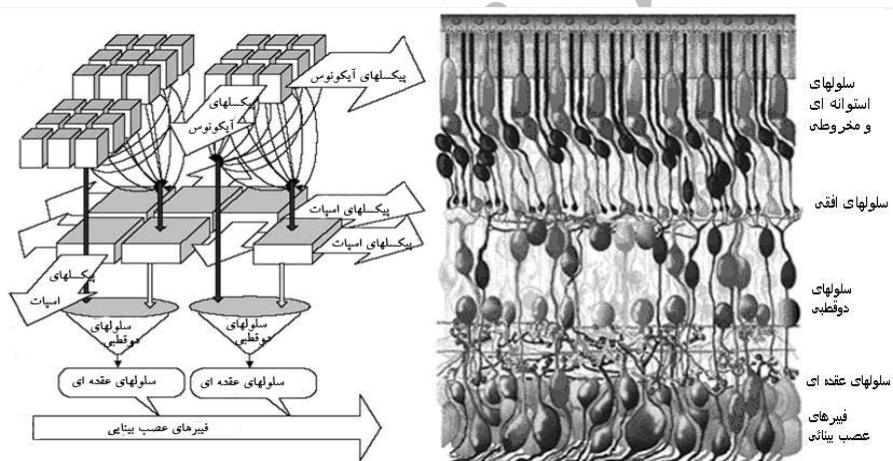 پیکسلهای آیکونوس
پیکسلهای
آیکونوس
پیکسلهای اسپات
پیکسلهای اسپات
پیکسلهای
اسپات
سلولهای
دوقطبی
سلولهای
دوقطبی
سلولهای عقده ای
سلولهای عقده ای
فیبرهای عصب بینایی
سلولهای
استوانه ای
و مخروطی
سلولهای افقی
سلولهای
دوقطبی
سلولهای عقده ای
فیبرهای
عصب بینائی